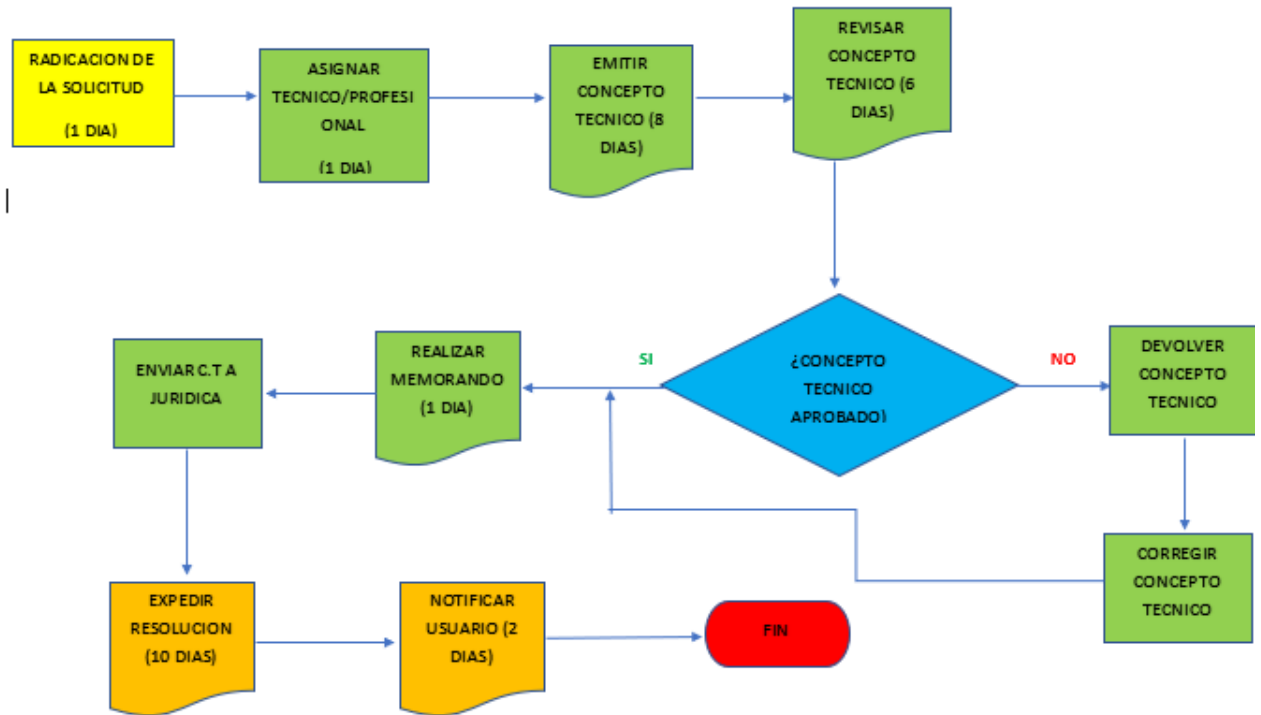 RADICACION DE
LA SOLICITUD
(1 DIA)
ASIGNAR
TECNICO/PROFESI
ONAL
(1 DIA)
EMITIR
CONCEPTO
TECNICO (8
DIAS)
REVISAR
CONCEPTO
TECNICO (6
DIAS)
¿CONCEPTO
TECNICO
APROBADO)
SI
NO
REALIZAR
MEMORANDO
(1 DIA)
ENVIAR C.T A
JURIDICA
DEVOLVER
CONCEPTO
TECNICO
CORREGIR
CONCEPTO
TECNICO
EXPEDIR
RESOLUCION
(10 DIAS)
NOTIFICAR
USUARIO (2
DIAS)
FIN